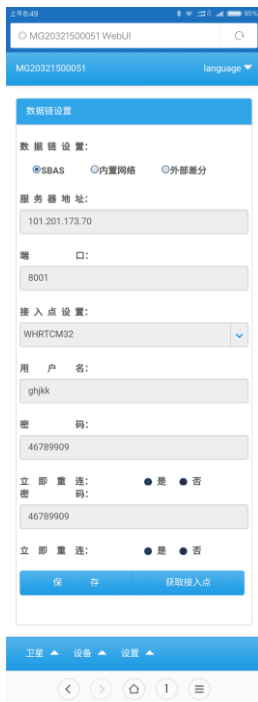 上午8:49 95%
MG20321500051 WebUI
MG20321500051 language
数据链设置
数 据 链 设 置：
SBAS 内置网络 外部差分
服 务 器 地 址：
101.201.173.70
端 口：
8001
接 入 点 设 置：
WHRTCM32
用 户 名：
ghjkk
密 码：
46789909
立 即 重 连： 是 否
密 码：
46789909
立 即 重 连： 是 否
保 存 获取接入点
卫星 设备 设置
1